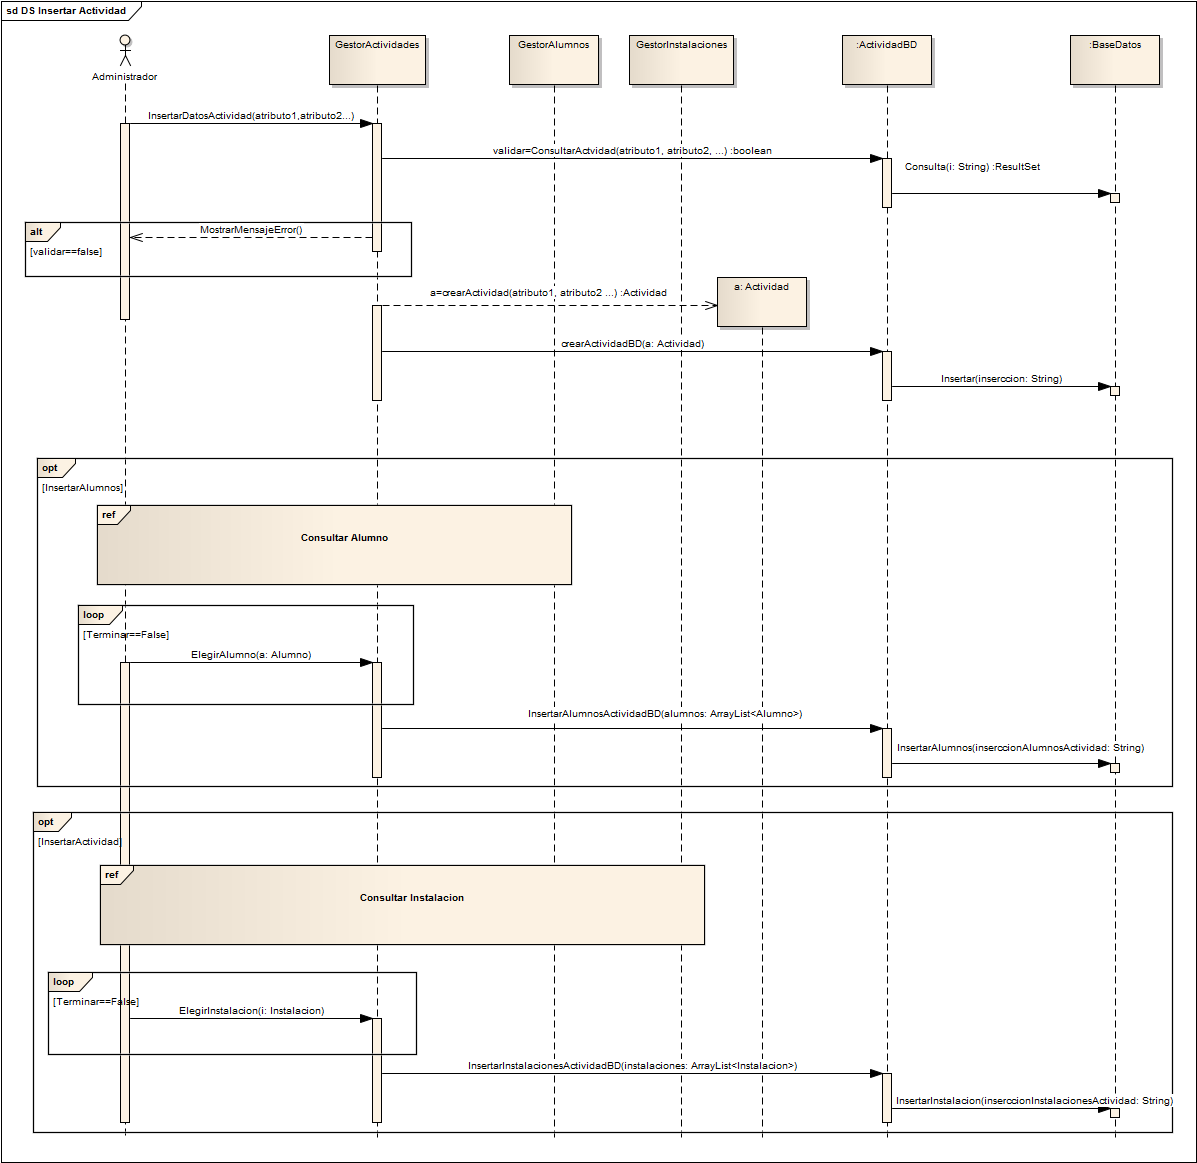 sd DS Insertar Actividad
Administrador
GestorActividades
GestorAlumnos
GestorInstalaciones
:ActividadBD
:BaseDatos
InsertarDatosActividad(atributo1,atributo2...)
validar=ConsultarActvidad(atributo1, atributo2, ...) :boolean
Consulta(i: String) :ResultSet
alt
MostrarMensajeError()
[validar==false]
a=crearActividad(atributo1, atributo2 ...) :Actividad
a: Actividad
crearActividadBD(a: Actividad)
Insertar(inserccion: String)
opt
[InsertarAlumnos]
ref
Consultar Alumno
loop
[Terminar==False]
ElegirAlumno(a: Alumno)
InsertarAlumnosActividadBD(alumnos: ArrayList<Alumno>)
InsertarAlumnos(inserccionAlumnosActividad: String)
opt
[InsertarActividad]
ref
Consultar Instalacion
loop
[Terminar==False]
ElegirInstalacion(i: Instalacion)
InsertarInstalacionesActividadBD(instalaciones: ArrayList<Instalacion>)
InsertarInstalacion(inserccionInstalacionesActividad: String)